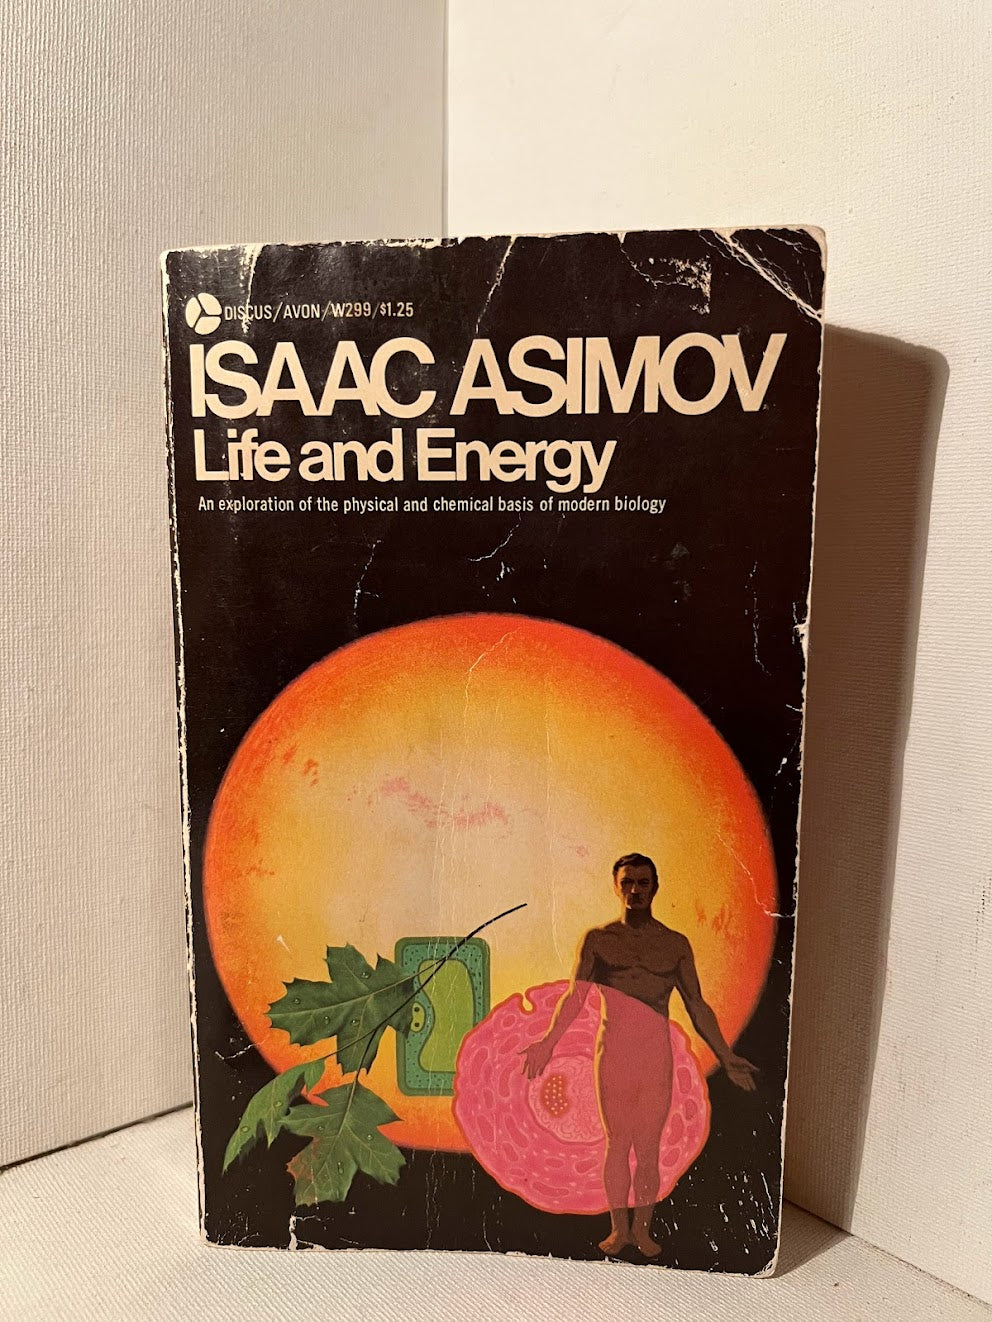 DISCUS/AVON/W299/$1.25
ISAAC ASIMOV
Life and Energy
An exploration of the physical and chemical basis of modern biology